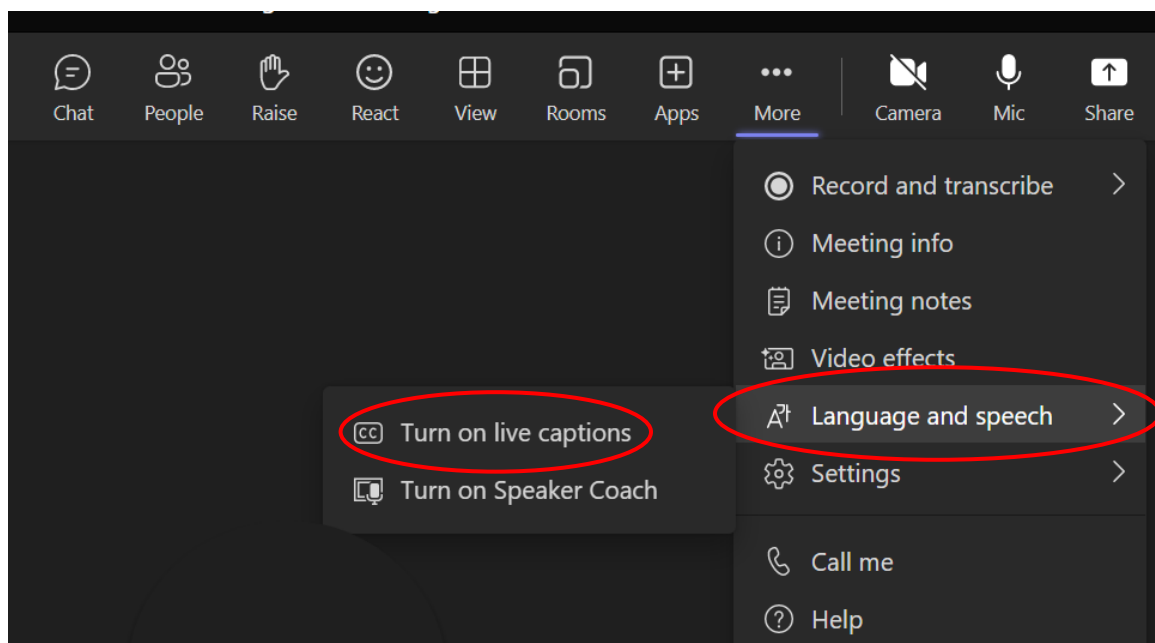 Chat People Raise React View Rooms Apps More Camera Mic Share
Record and transcribe
Meeting info
Meeting notes
Video effects
Language and speech
CC Turn on live captions
Turn on Speaker Coach
Settings
Call me
Help